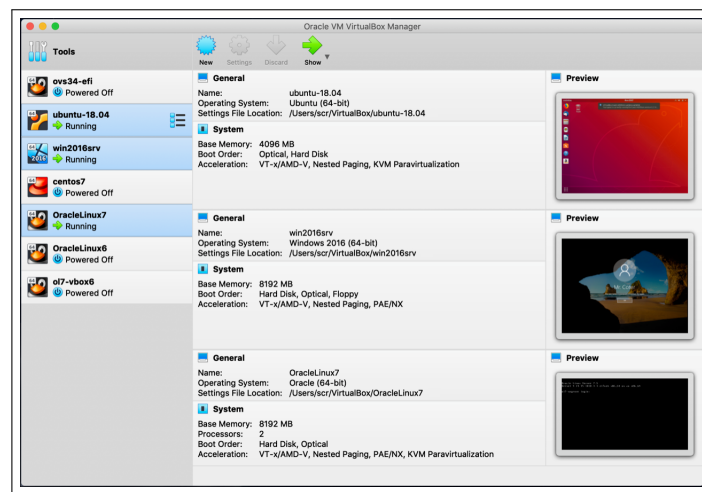 Oracle VM VirtualBox Manager
Tools
New
Settings
Discard
Show
ovs34-efi
Powered Off
ubuntu-18.04
Running
win2016srv
Running
centos7
Powered Off
OracleLinux7
Running
OracleLinux6
Powered Off
ol7-vbox6
Powered Off
General
Name: ubuntu-18.04
Operating System: Ubuntu (64-bit)
Settings File Location: /Users/scr/VirtualBox/ubuntu-18.04
System
Base Memory: 4096 MB
Boot Order: Optical, Hard Disk
Acceleration: VT-x/AMD-V, Nested Paging, KVM Paravirtualization
Preview
General
Name: win2016srv
Operating System: Windows 2016 (64-bit)
Settings File Location: /Users/scr/VirtualBox/win2016srv
System
Base Memory: 8192 MB
Boot Order: Hard Disk, Optical, Floppy
Acceleration: VT-x/AMD-V, Nested Paging, PAE/NX
Preview
General
Name: OracleLinux7
Operating System: Oracle (64-bit)
Settings File Location: /Users/scr/VirtualBox/OracleLinux7
System
Base Memory: 8192 MB
Processors: 2
Boot Order: Hard Disk, Optical
Acceleration: VT-x/AMD-V, Nested Paging, PAE/NX, KVM Paravirtualization
Preview